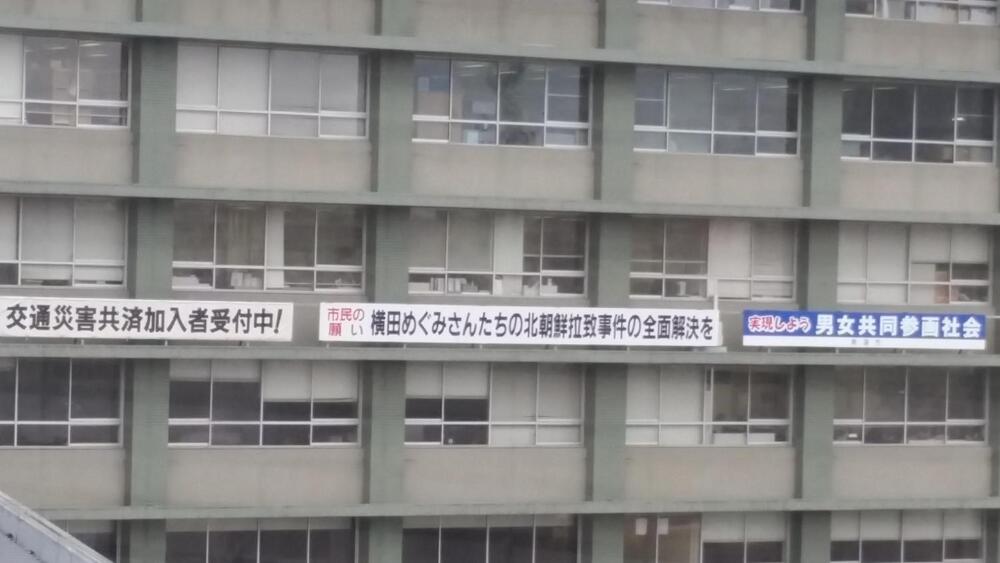 交通災害共済加入者受付中!
市民の
願い
横田めぐみさんたちの北朝鮮拉致事件の全面解決を
実現しよう 男女共同参画社会